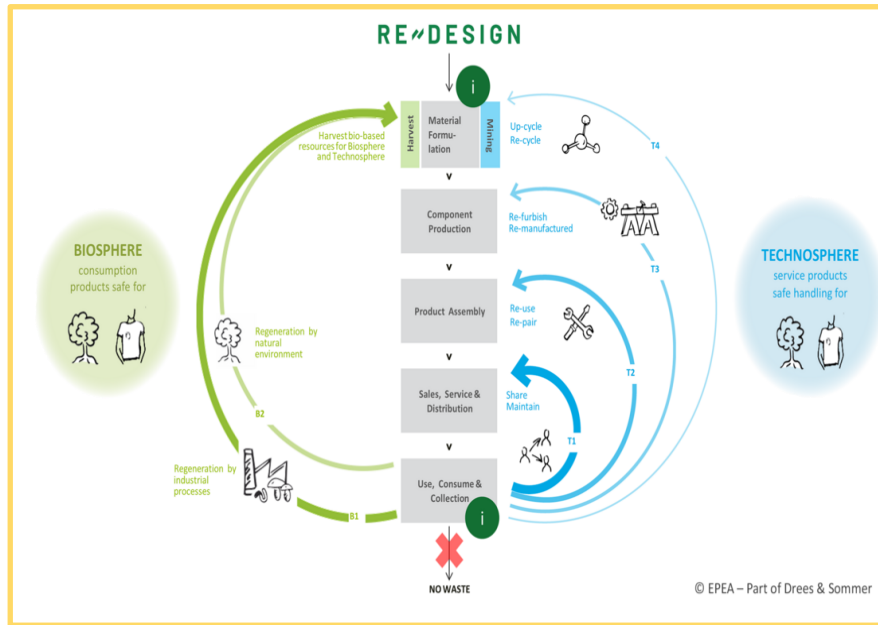 RE//DESIGN
i
Harvest
Material
Formu-
lation
Mining
Harvest bio-based
resources for Biosphere
and Technosphere
Up-cycle
Re-cycle
T4
v
Component
Production
Re-furbish
Re-manufactured
T3
v
BIOSPHERE
consumption
products safe for
TECHNOSPHERE
service products
safe handling for
Product Assembly
Re-use
Re-pair
T2
Regeneration by
natural
environment
v
Sales, Service &
Distribution
Share
Maintain
T1
B2
v
Regeneration by
industrial
processes
Use, Consume &
Collection
i
B1
NO WASTE
© EPEA – Part of Drees & Sommer